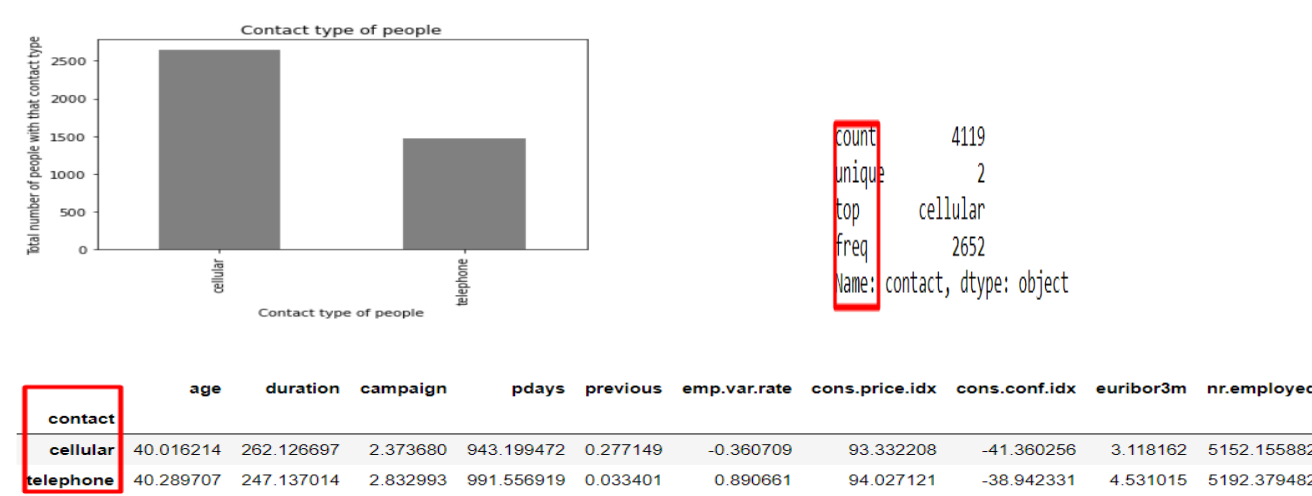 Contact type of people
Total number of people with that contact type
2500
2000
1500
1000
500
0
cellular
telephone
Contact type of people
count 4119
unique 2
top cellular
freq 2652
Name: contact, dtype: object
age duration campaign pdays previous emp.var.rate cons.price.idx cons.conf.idx euribor3m nr.employed
contact
cellular 40.016214 262.126697 2.373680 943.199472 0.277149 -0.360709 93.332208 -41.360256 3.118162 5152.155882
telephone 40.289707 247.137014 2.832993 991.556919 0.033401 0.890661 94.027121 -38.942331 4.531015 5192.379482